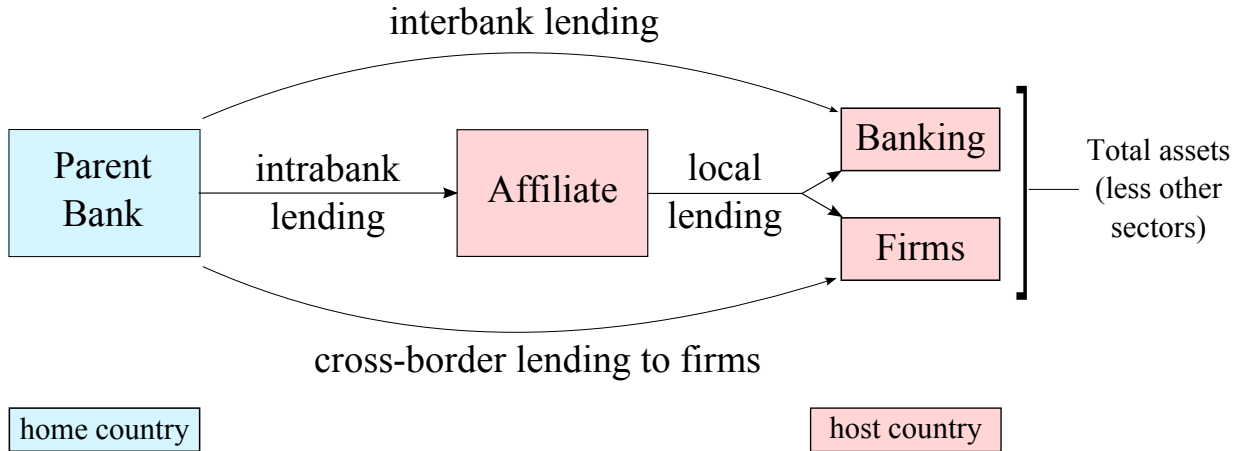 interbank lending
Parent
Bank
intrabank
lending
Affiliate
local
lending
Banking
Firms
Total assets
(less other
sectors)
cross-border lending to firms
home country
host country